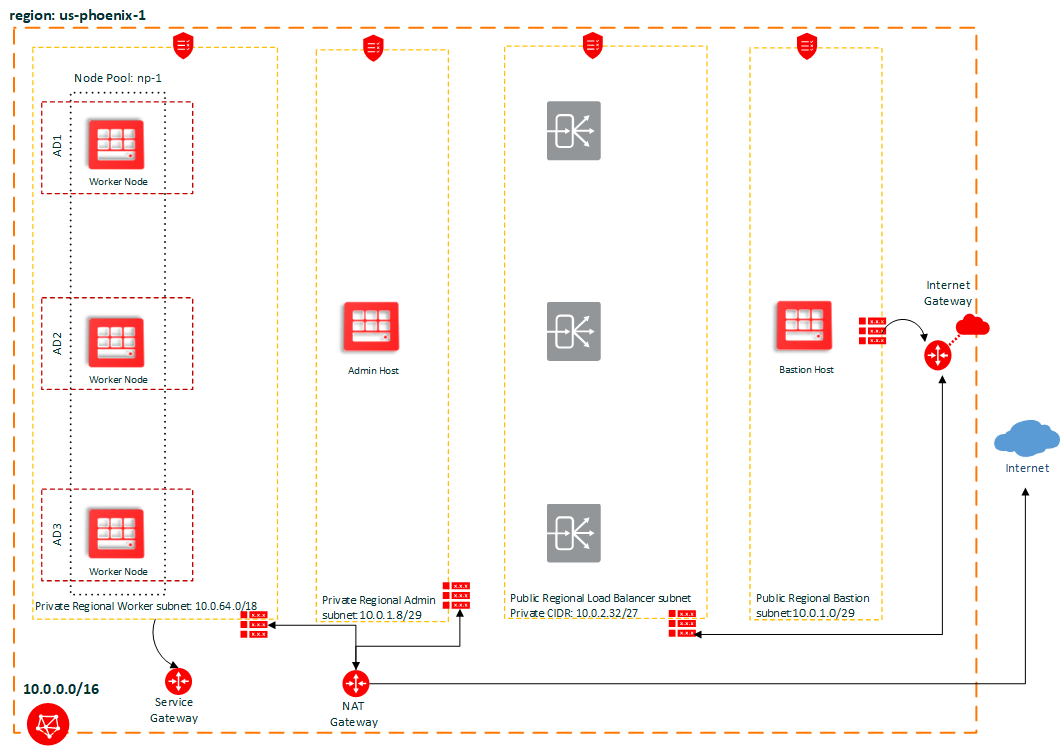 region: us-phoenix-1
Node Pool: np-1
AD1
Worker Node
AD2
Worker Node
AD3
Worker Node
Private Regional Worker subnet: 10.0.64.0/18
Admin Host
Private Regional Admin
subnet:10.0.1.8/29
Public Regional Load Balancer subnet
Private CIDR: 10.0.2.32/27
Bastion Host
Public Regional Bastion
subnet:10.0.1.0/29
Internet
Gateway
Internet
x.x.x
x.x.x
x.x.x
x.x.x
x.x.x
x.x.x
x.x.x
x.x.x
x.x.x
x.x.x
x.x.x
x.x.x
10.0.0.0/16
Service
Gateway
NAT
Gateway